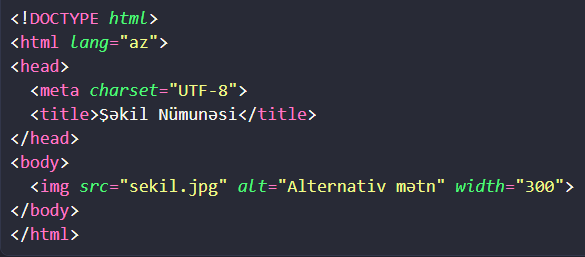 <!DOCTYPE html>
<html lang="az">
<head>
  <meta charset="UTF-8">
  <title>Şəkil Nümunəsi</title>
</head>
<body>
  <img src="sekil.jpg" alt="Alternativ mətn" width="300">
</body>
</html>